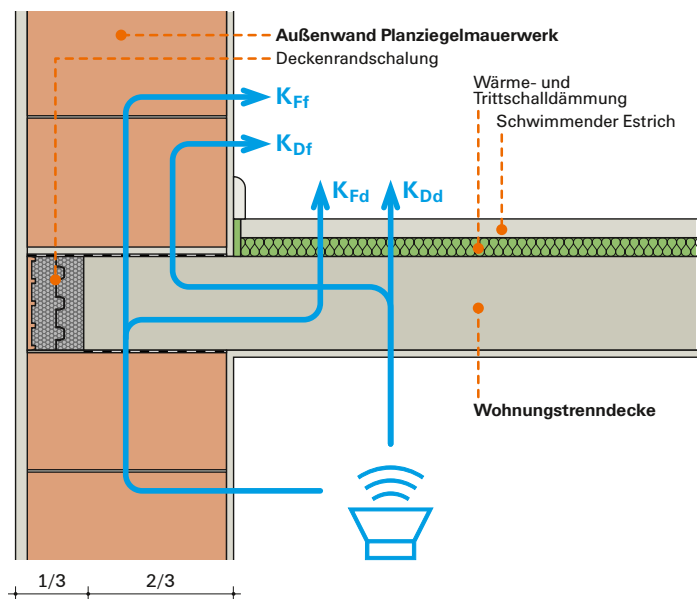 Außenwand Planziegelmauerwerk
Deckenrandschalung
Wärme- und
Trittschalldämmung
Schwimmender Estrich
K_Ff
K_Df
K_Fd
K_Dd
Wohnungstrenndecke
1/3
2/3